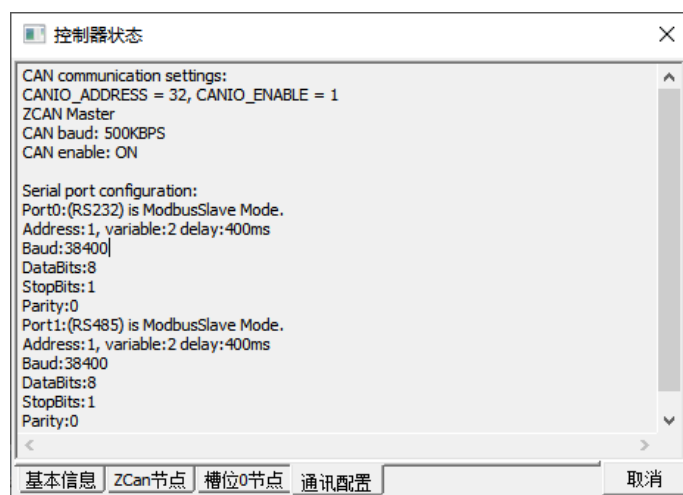 控制器状态
CAN communication settings:
CANIO_ADDRESS = 32, CANIO_ENABLE = 1
ZCAN Master
CAN baud: 500KBPS
CAN enable: ON
Serial port configuration:
Port0:(RS232) is ModbusSlave Mode.
Address:1, variable:2 delay:400ms
Baud:38400
DataBits:8
StopBits:1
Parity:0
Port1:(RS485) is ModbusSlave Mode.
Address:1, variable:2 delay:400ms
Baud:38400
DataBits:8
StopBits:1
Parity:0
基本信息 ZCan节点 槽位0节点 通讯配置 取消